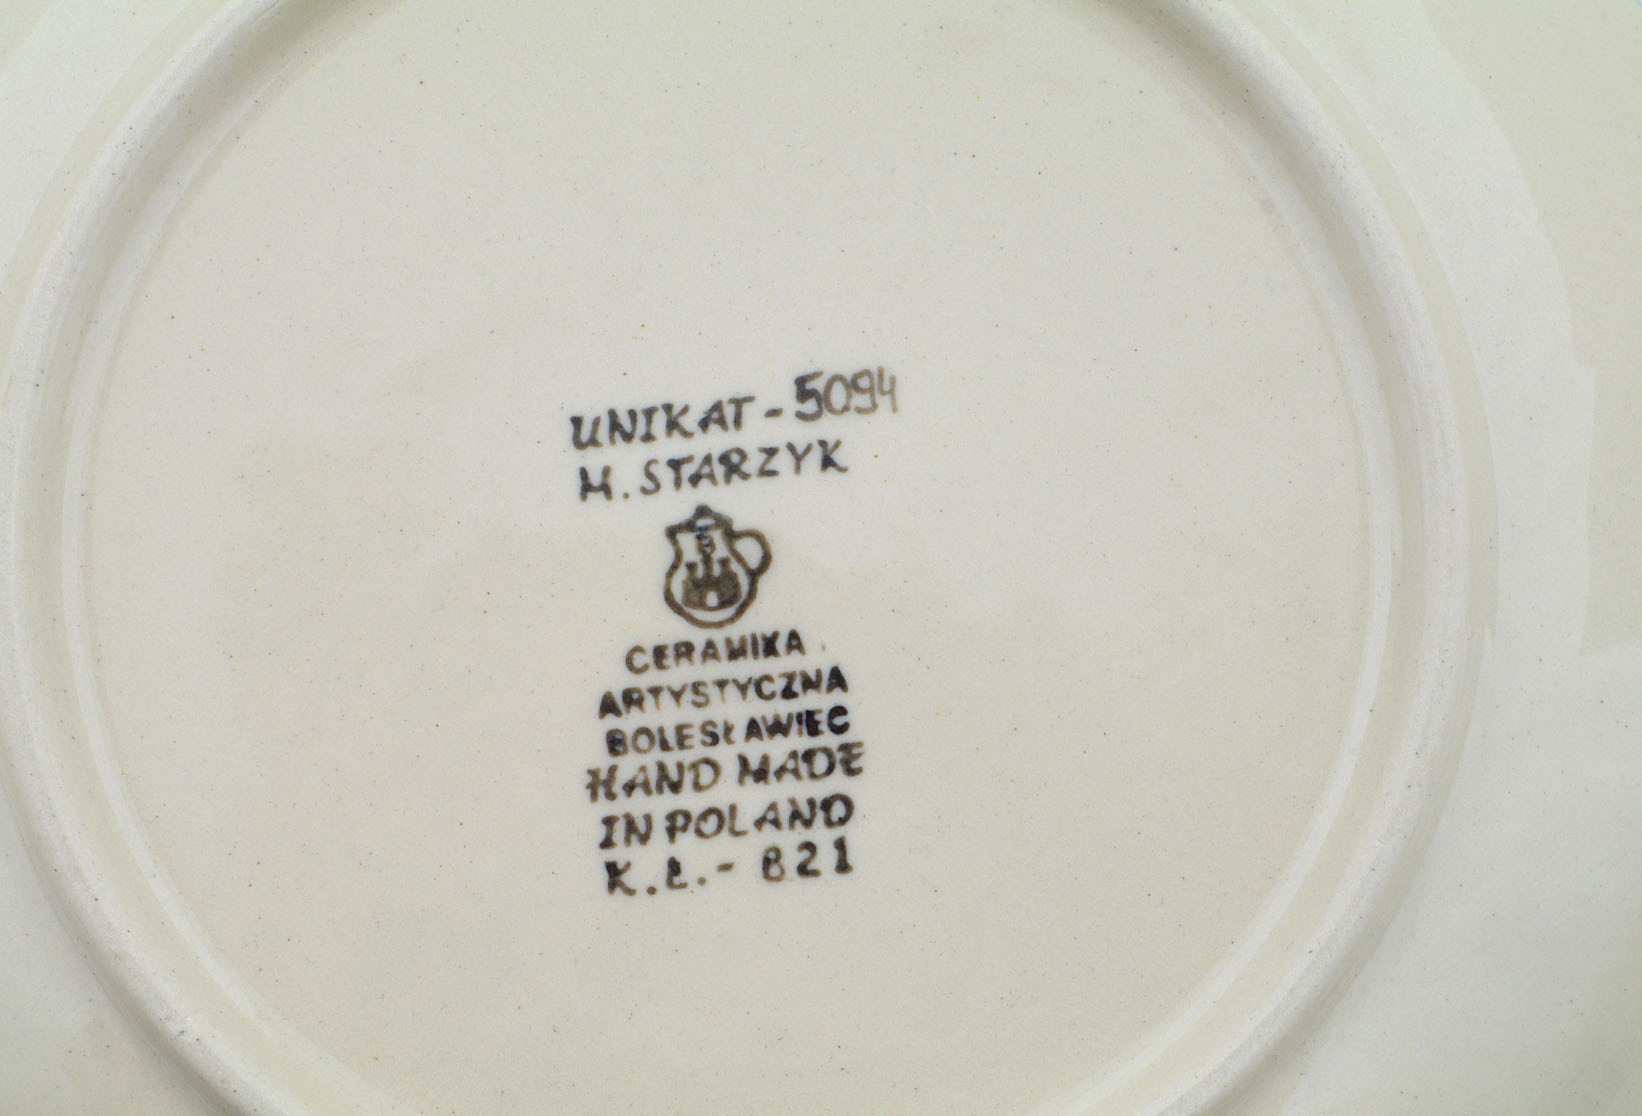 UNIKAT - 5094
M. STARZYK
CERAMIKA
ARTYSTYCZNA
BOLESŁAWIEC
HAND MADE
IN POLAND
K.Ł.- 821